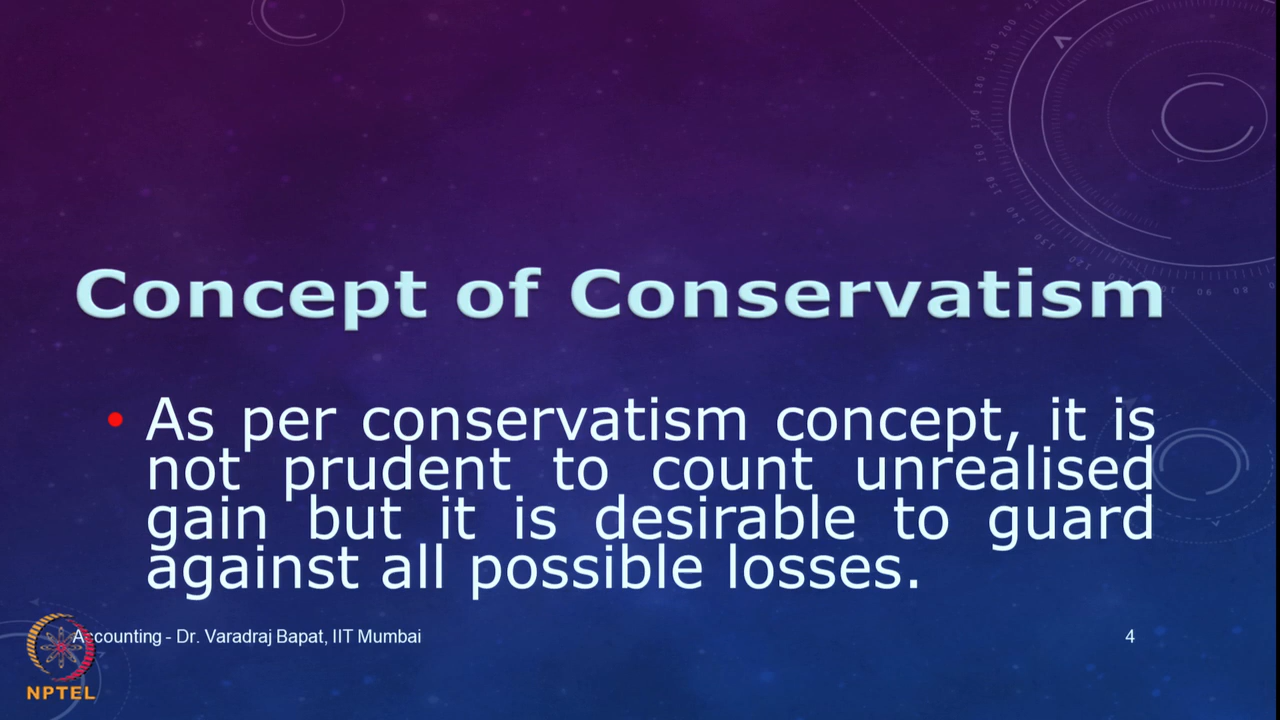 Concept of Conservatism
• As per conservatism concept, it is
not prudent to count unrealised
gain but it is desirable to guard
against all possible losses.
Accounting - Dr. Varadraj Bapat, IIT Mumbai
4
NPTEL